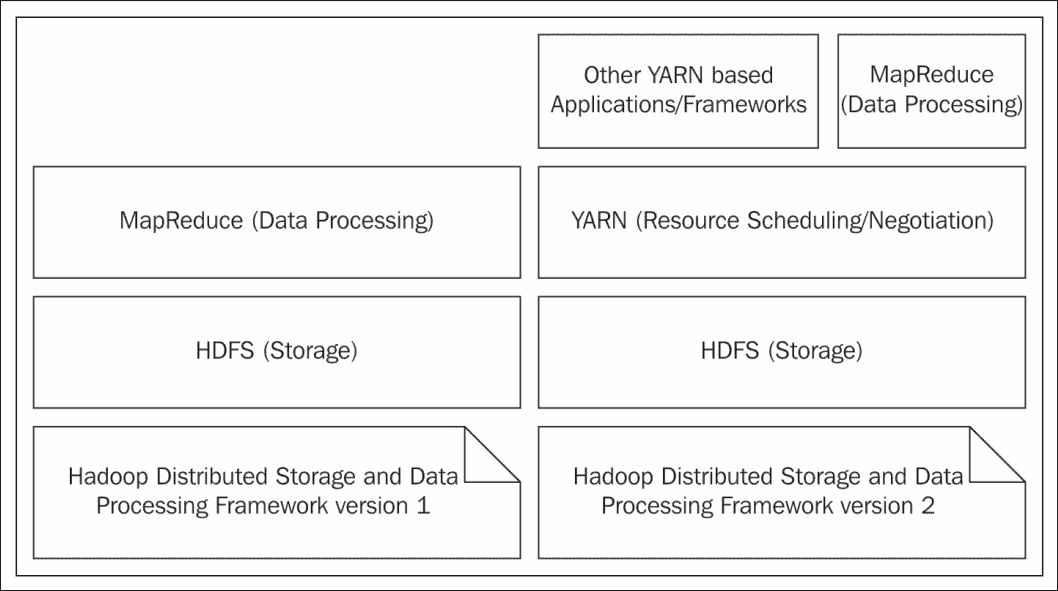 Other YARN based
Applications/Frameworks
MapReduce
(Data Processing)
MapReduce (Data Processing)
YARN (Resource Scheduling/Negotiation)
HDFS (Storage)
HDFS (Storage)
Hadoop Distributed Storage and Data
Processing Framework version 1
Hadoop Distributed Storage and Data
Processing Framework version 2